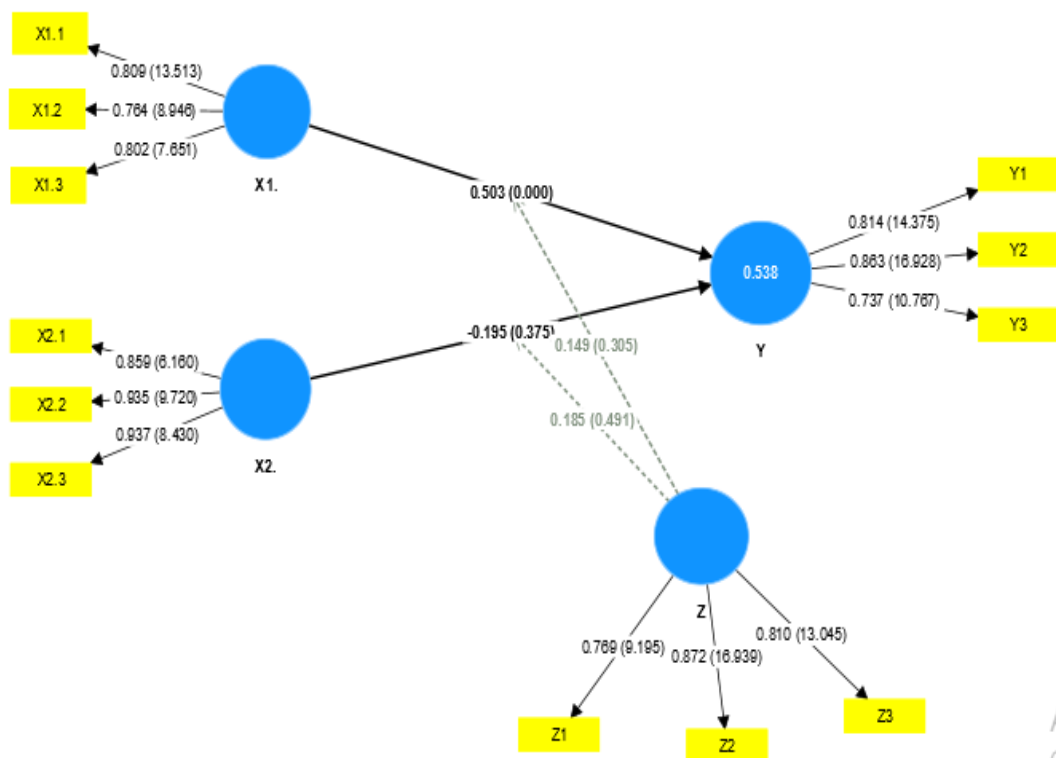 X1.1
0.809 (13.513)
X1.2
0.764 (8.946)
X1.3
0.802 (7.651)
X1.
0.503 (0.000)
Y1
0.814 (14.375)
Y2
0.863 (16.928)
Y3
0.737 (10.767)
0.538
Y
X2.1
0.859 (6.160)
X2.2
0.935 (9.720)
X2.3
0.937 (8.430)
X2.
-0.195 (0.375)
0.149 (0.305)
0.185 (0.491)
Z
0.769 (9.195)
0.872 (16.939)
0.810 (13.045)
Z1
Z2
Z3